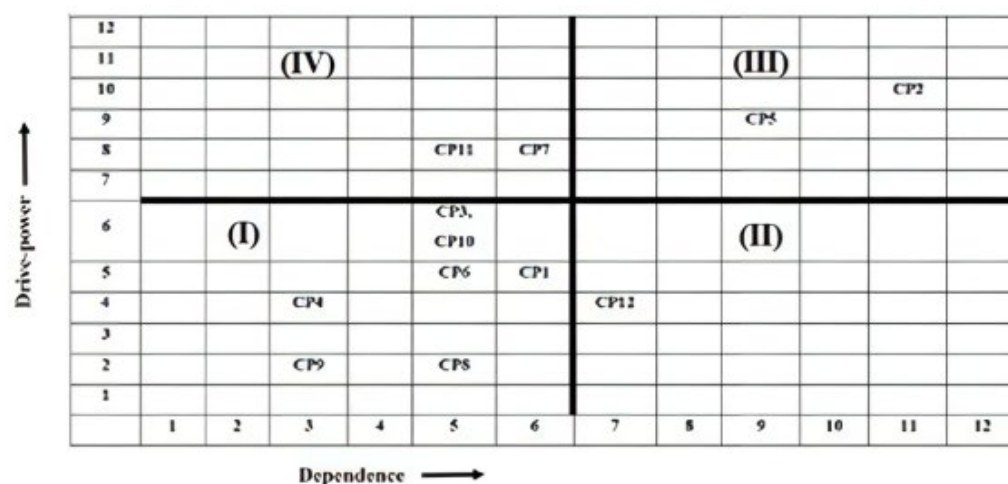 12
11 (IV) (III)
10 CP2
9 CP5
8 CP11 CP7
7
6 (I) CP3, CP10 (II)
5 CP6 CP1
4 CP4 CP12
3
2 CP9 CP8
1
1 2 3 4 5 6 7 8 9 10 11 12
Drive-power
Dependence